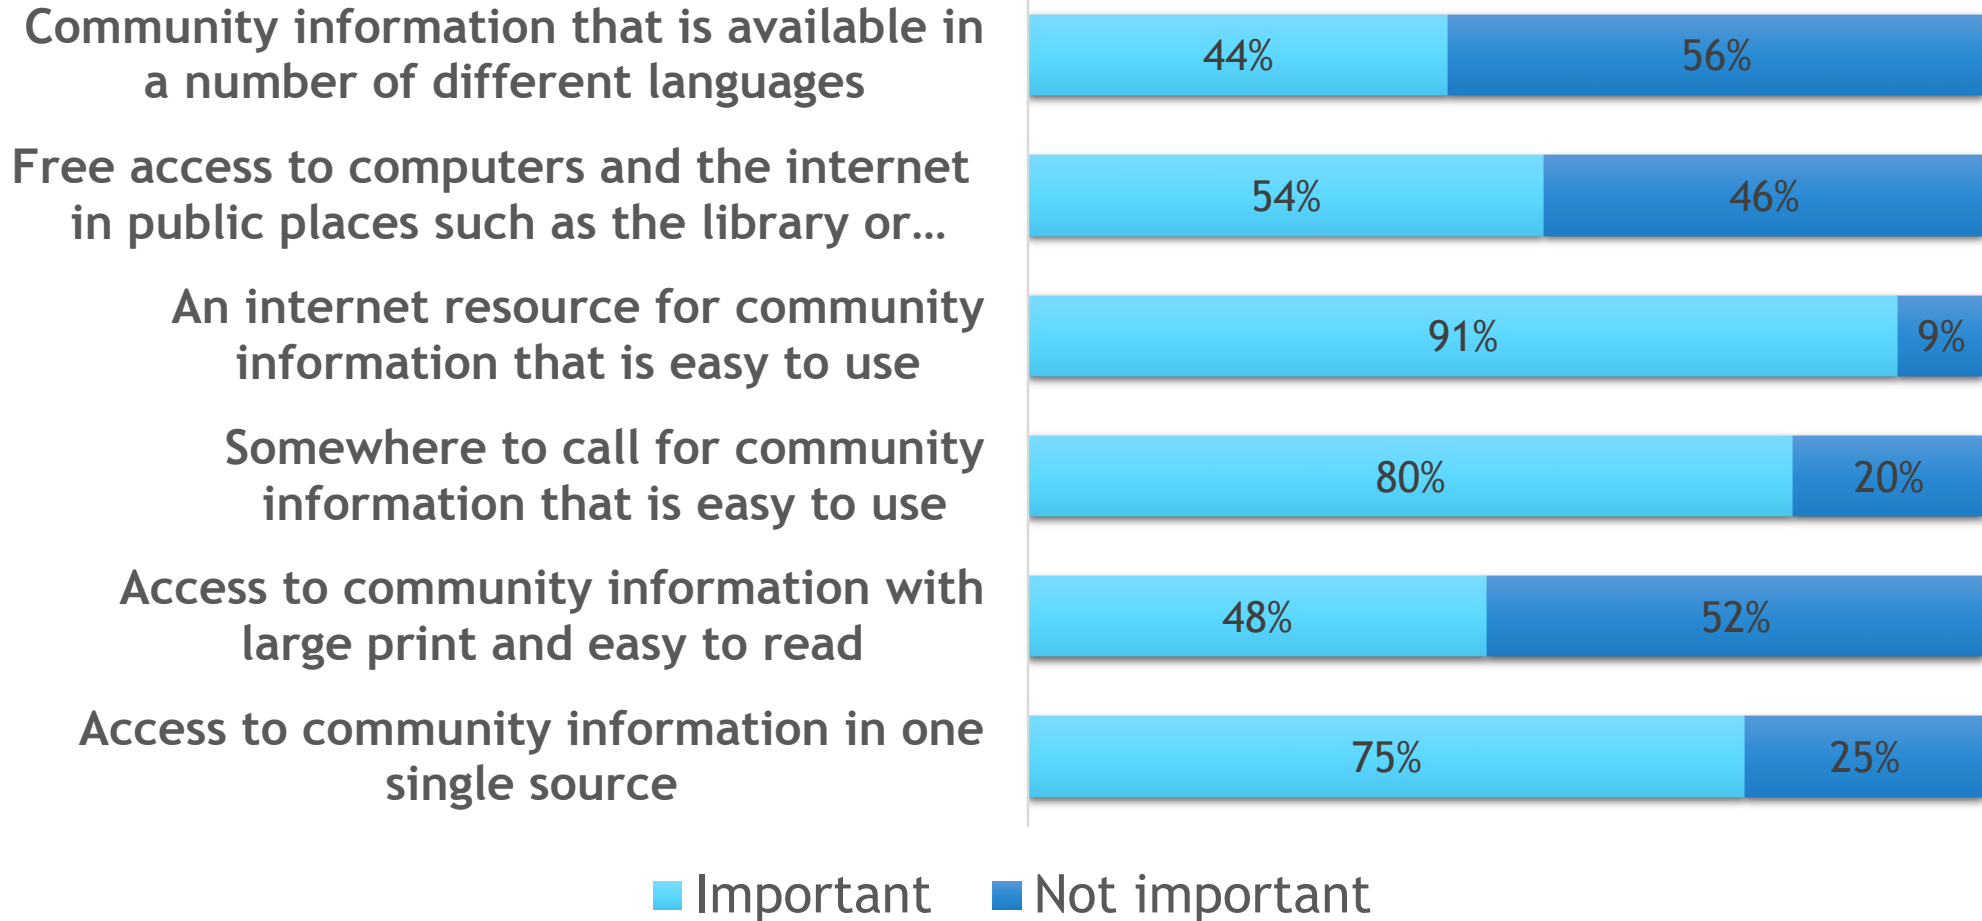 Community information that is available in
a number of different languages
44%
56%
Free access to computers and the internet
in public places such as the library or…
54%
46%
An internet resource for community
information that is easy to use
91%
9%
Somewhere to call for community
information that is easy to use
80%
20%
Access to community information with
large print and easy to read
48%
52%
Access to community information in one
single source
75%
25%
Important
Not important